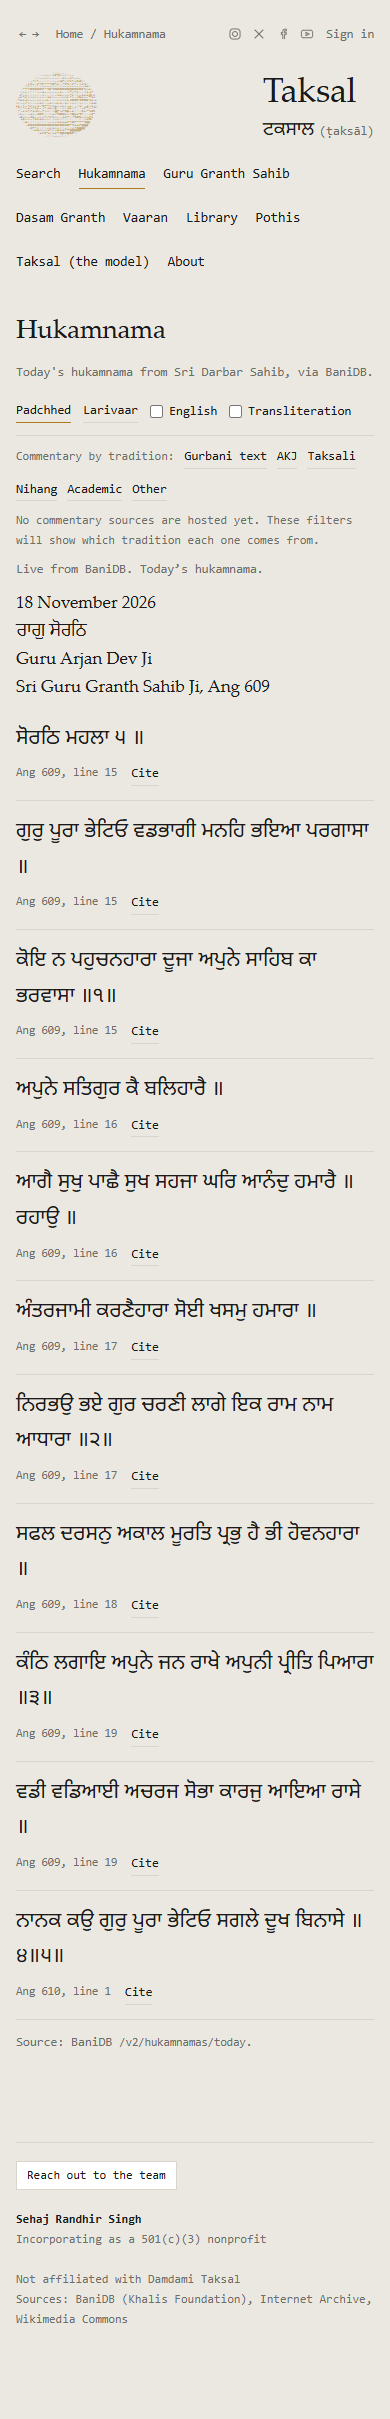 ← → Home / Hukamnama Sign in
Taksal
ਟਕਸਾਲ (ṭaksāl)
Search Hukamnama Guru Granth Sahib
Dasam Granth Vaaran Library Pothis
Taksal (the model) About
Hukamnama
Today's hukamnama from Sri Darbar Sahib, via BaniDB.
Padchhed Larivaar English Transliteration
Commentary by tradition: Gurbani text AKJ Taksali
Nihang Academic Other
No commentary sources are hosted yet. These filters
will show which tradition each one comes from.
Live from BaniDB. Today’s hukamnama.
18 November 2026
ਰਾਗੁ ਸੋਰਠਿ
Guru Arjan Dev Ji
Sri Guru Granth Sahib Ji, Ang 609
ਸੋਰਠਿ ਮਹਲਾ ੫ ॥
Ang 609, line 15 Cite
ਗੁਰੁ ਪੂਰਾ ਭੇਟਿਓ ਵਡਭਾਗੀ ਮਨਹਿ ਭਇਆ ਪਰਗਾਸਾ
॥
Ang 609, line 15 Cite
ਕੋਇ ਨ ਪਹੁਚਨਹਾਰਾ ਦੂਜਾ ਅਪੁਨੇ ਸਾਹਿਬ ਕਾ
ਭਰਵਾਸਾ ॥੧॥
Ang 609, line 15 Cite
ਅਪੁਨੇ ਸਤਿਗੁਰ ਕੈ ਬਲਿਹਾਰੈ ॥
Ang 609, line 16 Cite
ਆਗੈ ਸੁਖੁ ਪਾਛੈ ਸੁਖ ਸਹਜਾ ਘਰਿ ਆਨੰਦੁ ਹਮਾਰੈ ॥
ਰਹਾਉ ॥
Ang 609, line 16 Cite
ਅੰਤਰਜਾਮੀ ਕਰਣੈਹਾਰਾ ਸੋਈ ਖਸਮੁ ਹਮਾਰਾ ॥
Ang 609, line 17 Cite
ਨਿਰਭਉ ਭਏ ਗੁਰ ਚਰਣੀ ਲਾਗੇ ਇਕ ਰਾਮ ਨਾਮ
ਆਧਾਰਾ ॥੨॥
Ang 609, line 17 Cite
ਸਫਲ ਦਰਸਨੁ ਅਕਾਲ ਮੂਰਤਿ ਪ੍ਰਭੁ ਹੈ ਭੀ ਹੋਵਨਹਾਰਾ
॥
Ang 609, line 18 Cite
ਕੰਠਿ ਲਗਾਇ ਅਪੁਨੇ ਜਨ ਰਾਖੇ ਅਪੁਨੀ ਪ੍ਰੀਤਿ ਪਿਆਰਾ
॥੩॥
Ang 609, line 19 Cite
ਵਡੀ ਵਡਿਆਈ ਅਚਰਜ ਸੋਭਾ ਕਾਰਜੁ ਆਇਆ ਰਾਸੇ
॥
Ang 609, line 19 Cite
ਨਾਨਕ ਕਉ ਗੁਰੁ ਪੂਰਾ ਭੇਟਿਓ ਸਗਲੇ ਦੂਖ ਬਿਨਾਸੇ ॥
੪॥੫॥
Ang 610, line 1 Cite
Source: BaniDB /v2/hukamnamas/today.
Reach out to the team
Sehaj Randhir Singh
Incorporating as a 501(c)(3) nonprofit
Not affiliated with Damdami Taksal
Sources: BaniDB (Khalis Foundation), Internet Archive,
Wikimedia Commons